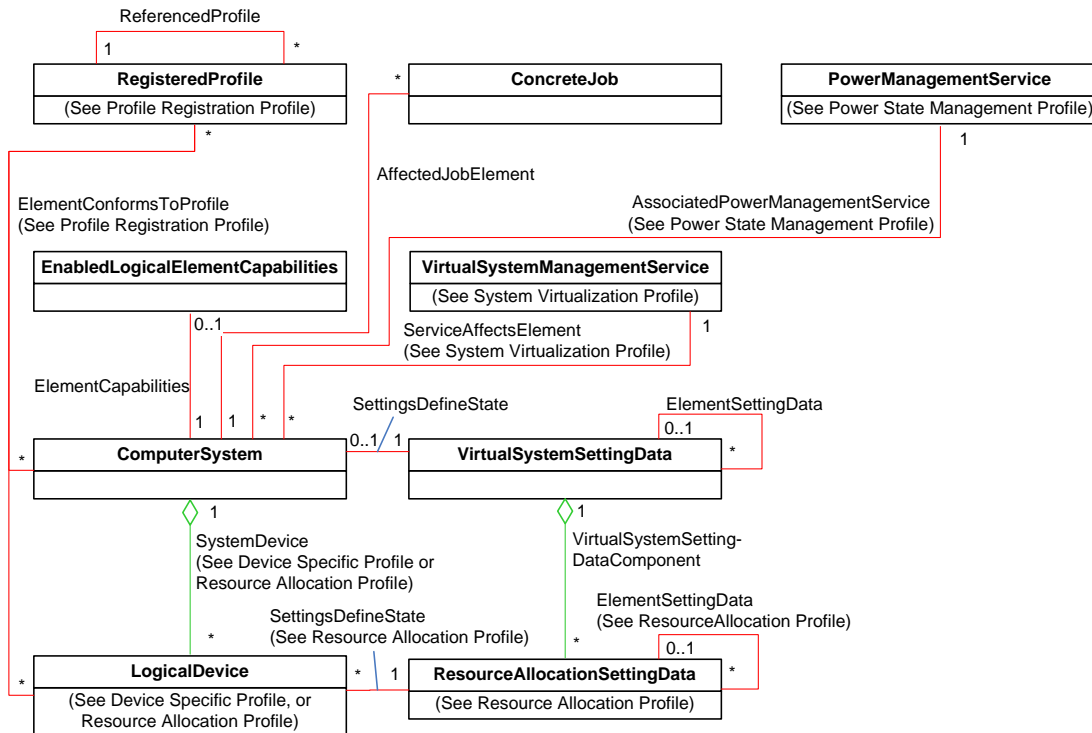 ReferencedProfile
1
*
RegisteredProfile
(See Profile Registration Profile)
*
*
ConcreteJob
PowerManagementService
(See Power State Management Profile)
1
AffectedJobElement
ElementConformsToProfile
(See Profile Registration Profile)
AssociatedPowerManagementService
(See Power State Management Profile)
EnabledLogicalElementCapabilities
0..1
VirtualSystemManagementService
(See System Virtualization Profile)
1
ServiceAffectsElement
(See System Virtualization Profile)
ElementCapabilities
1
1
*
*
SettingsDefineState
ElementSettingData
0..1
*
ComputerSystem
0..1
1
VirtualSystemSettingData
*
1
SystemDevice
(See Device Specific Profile or
Resource Allocation Profile)
*
1
VirtualSystemSetting-
DataComponent
*
SettingsDefineState
(See Resource Allocation Profile)
ElementSettingData
(See ResourceAllocation Profile)
0..1
*
LogicalDevice
(See Device Specific Profile, or
Resource Allocation Profile)
*
1
ResourceAllocationSettingData
(See Resource Allocation Profile)
*